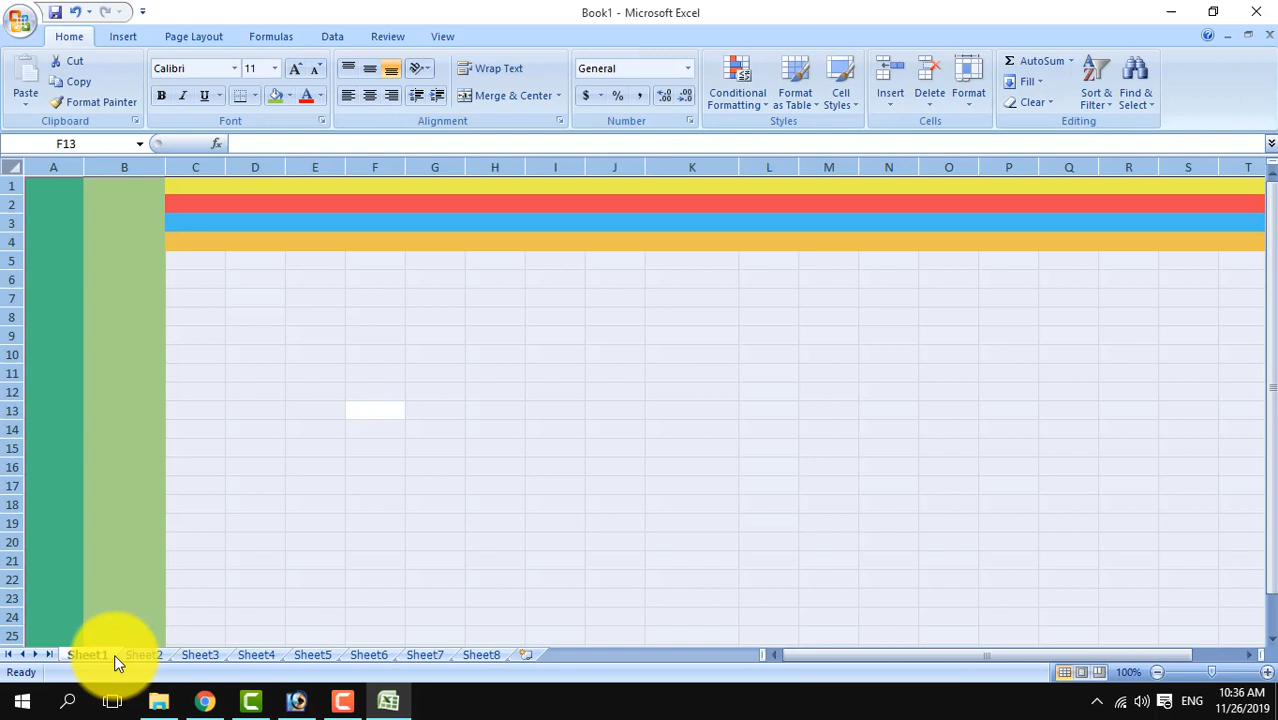 Book1 - Microsoft Excel
Home Insert Page Layout Formulas Data Review View
Cut
Copy
Format Painter
Paste
Clipboard
Calibri 11
B I U
Font
Wrap Text
Merge & Center
Alignment
General
$ % ,
Number
Conditional Formatting
Format as Table
Cell Styles
Styles
Insert Delete Format
Cells
Σ AutoSum
Fill
Clear
Sort & Filter
Find & Select
Editing
F13 fx
A B C D E F G H I J K L M N O P Q R S T
1
2
3
4
5
6
7
8
9
10
11
12
13
14
15
16
17
18
19
20
21
22
23
24
25
Sheet1 Sheet2 Sheet3 Sheet4 Sheet5 Sheet6 Sheet7 Sheet8
Ready 100%
ENG 10:36 AM
11/26/2019